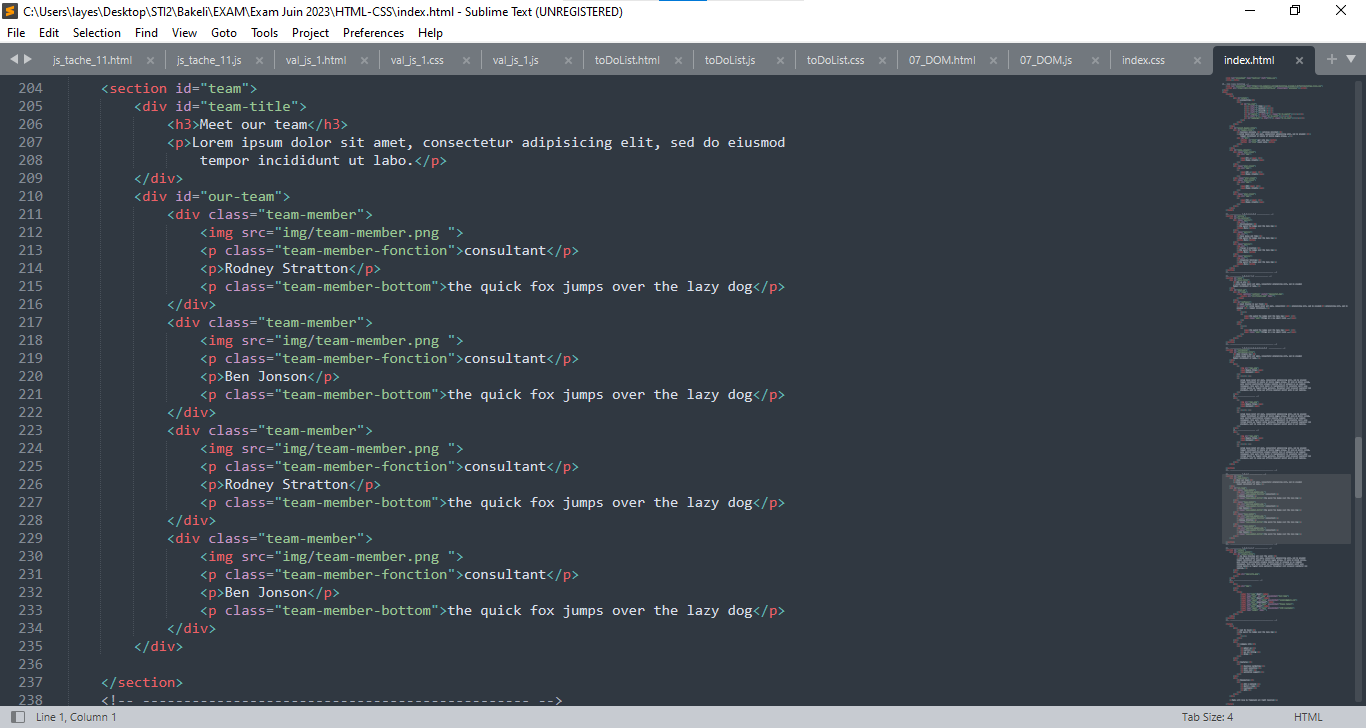 C:\Users\layes\Desktop\STI2\Bakeli\EXAM\Exam Juin 2023\HTML-CSS\index.html - Sublime Text (UNREGISTERED)
File Edit Selection Find View Goto Tools Project Preferences Help
js_tache_11.html js_tache_11.js val_js_1.html val_js_1.css val_js_1.js toDoList.html toDoList.js toDoList.css 07_DOM.html 07_DOM.js index.css index.html
204 <section id="team">
205 <div id="team-title">
206 <h3>Meet our team</h3>
207 <p>Lorem ipsum dolor sit amet, consectetur adipisicing elit, sed do eiusmod
208 tempor incididunt ut labo.</p>
209 </div>
210 <div id="our-team">
211 <div class="team-member">
212 <img src="img/team-member.png ">
213 <p class="team-member-fonction">consultant</p>
214 <p>Rodney Stratton</p>
215 <p class="team-member-bottom">the quick fox jumps over the lazy dog</p>
216 </div>
217 <div class="team-member">
218 <img src="img/team-member.png ">
219 <p class="team-member-fonction">consultant</p>
220 <p>Ben Jonson</p>
221 <p class="team-member-bottom">the quick fox jumps over the lazy dog</p>
222 </div>
223 <div class="team-member">
224 <img src="img/team-member.png ">
225 <p class="team-member-fonction">consultant</p>
226 <p>Rodney Stratton</p>
227 <p class="team-member-bottom">the quick fox jumps over the lazy dog</p>
228 </div>
229 <div class="team-member">
230 <img src="img/team-member.png ">
231 <p class="team-member-fonction">consultant</p>
232 <p>Ben Jonson</p>
233 <p class="team-member-bottom">the quick fox jumps over the lazy dog</p>
234 </div>
235 </div>
236
237 </section>
238 <!-- ----------------------------------------------- -->
Line 1, Column 1 Tab Size: 4 HTML